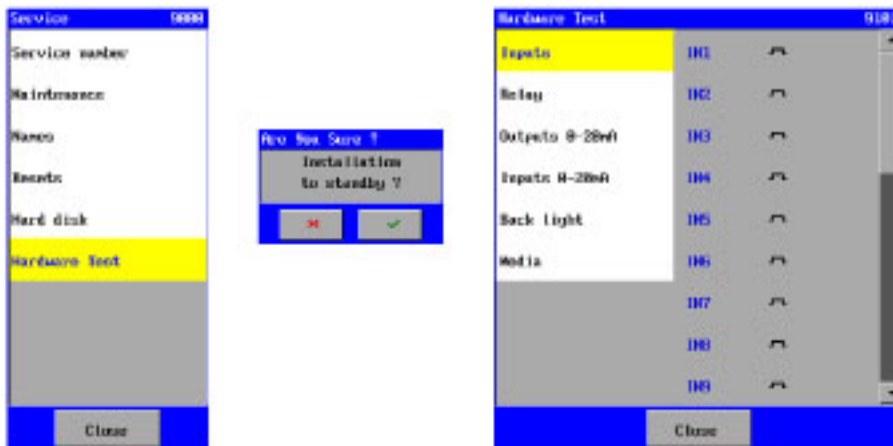 Service 9000
Service number
Maintenance
Names
Resets
Hard disk
Hardware Test
Close
Are You Sure ?
Installation
to standby ?
Hardware Test
Inputs
Relay
Outputs 0-20mA
Inputs 0-20mA
Back light
Media
IN1
IN2
IN3
IN4
IN5
IN6
IN7
IN8
IN9
Close